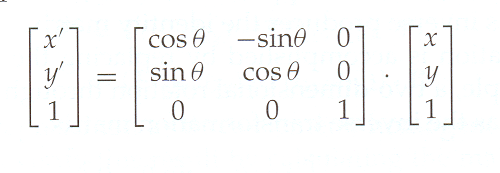 x′ cos θ −sinθ 0 x
y′ = sin θ cos θ 0 · y
1 0 0 1 1